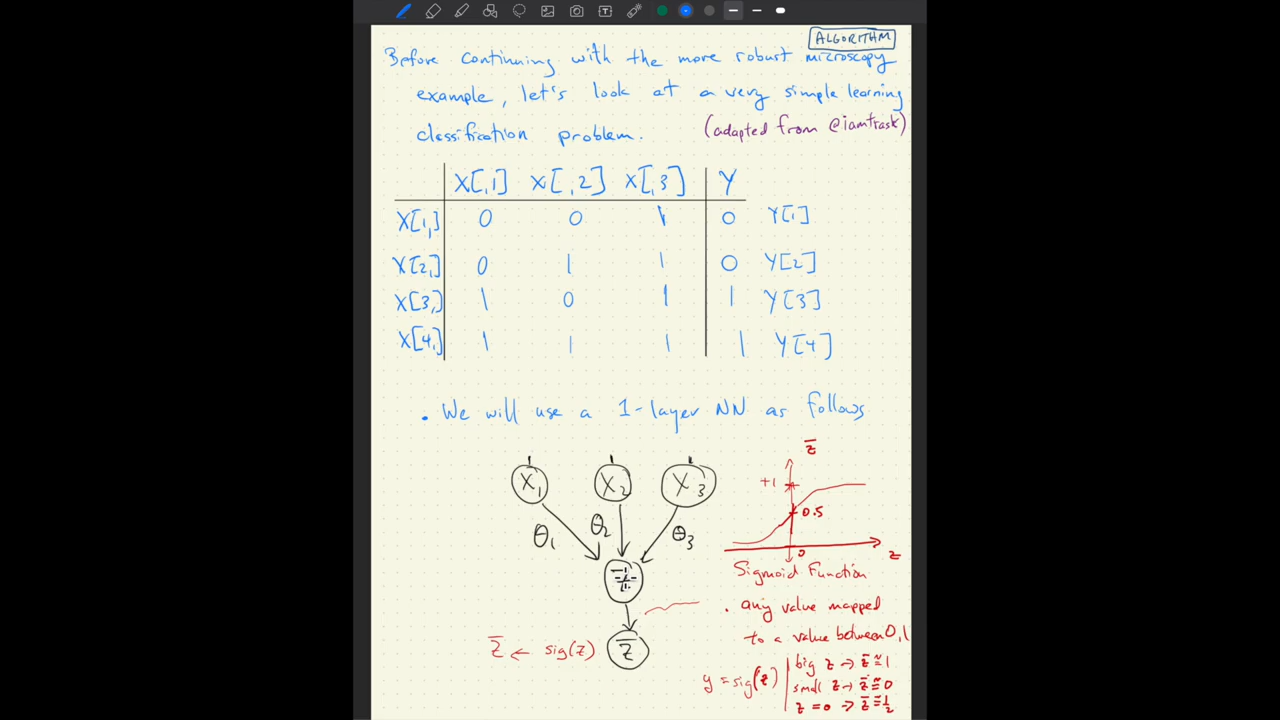 ALGORITHM
Before continuing with the more robust microscopy
example, let's look at a very simple learning
classification problem.
(adapted from @iamtrask)
X[,1] X[,2] X[,3] Y
X[1,] 0 0 1 0 Y[1]
X[2,] 0 1 1 0 Y[2]
X[3,] 1 0 1 1 Y[3]
X[4,] 1 1 1 1 Y[4]
• We will use a 1-layer NN as follows
X1 X2 X3
θ1 θ2 θ3
z̄
+1
0.5
0
z
Sigmoid Function
• any value mapped
to a value between 0,1
z̄ ← sig(z) z̄
y = sig(z)
big z → z̄ ≅ 1
small z → z̄ ≅ 0
z = 0 → z̄ = 1/2